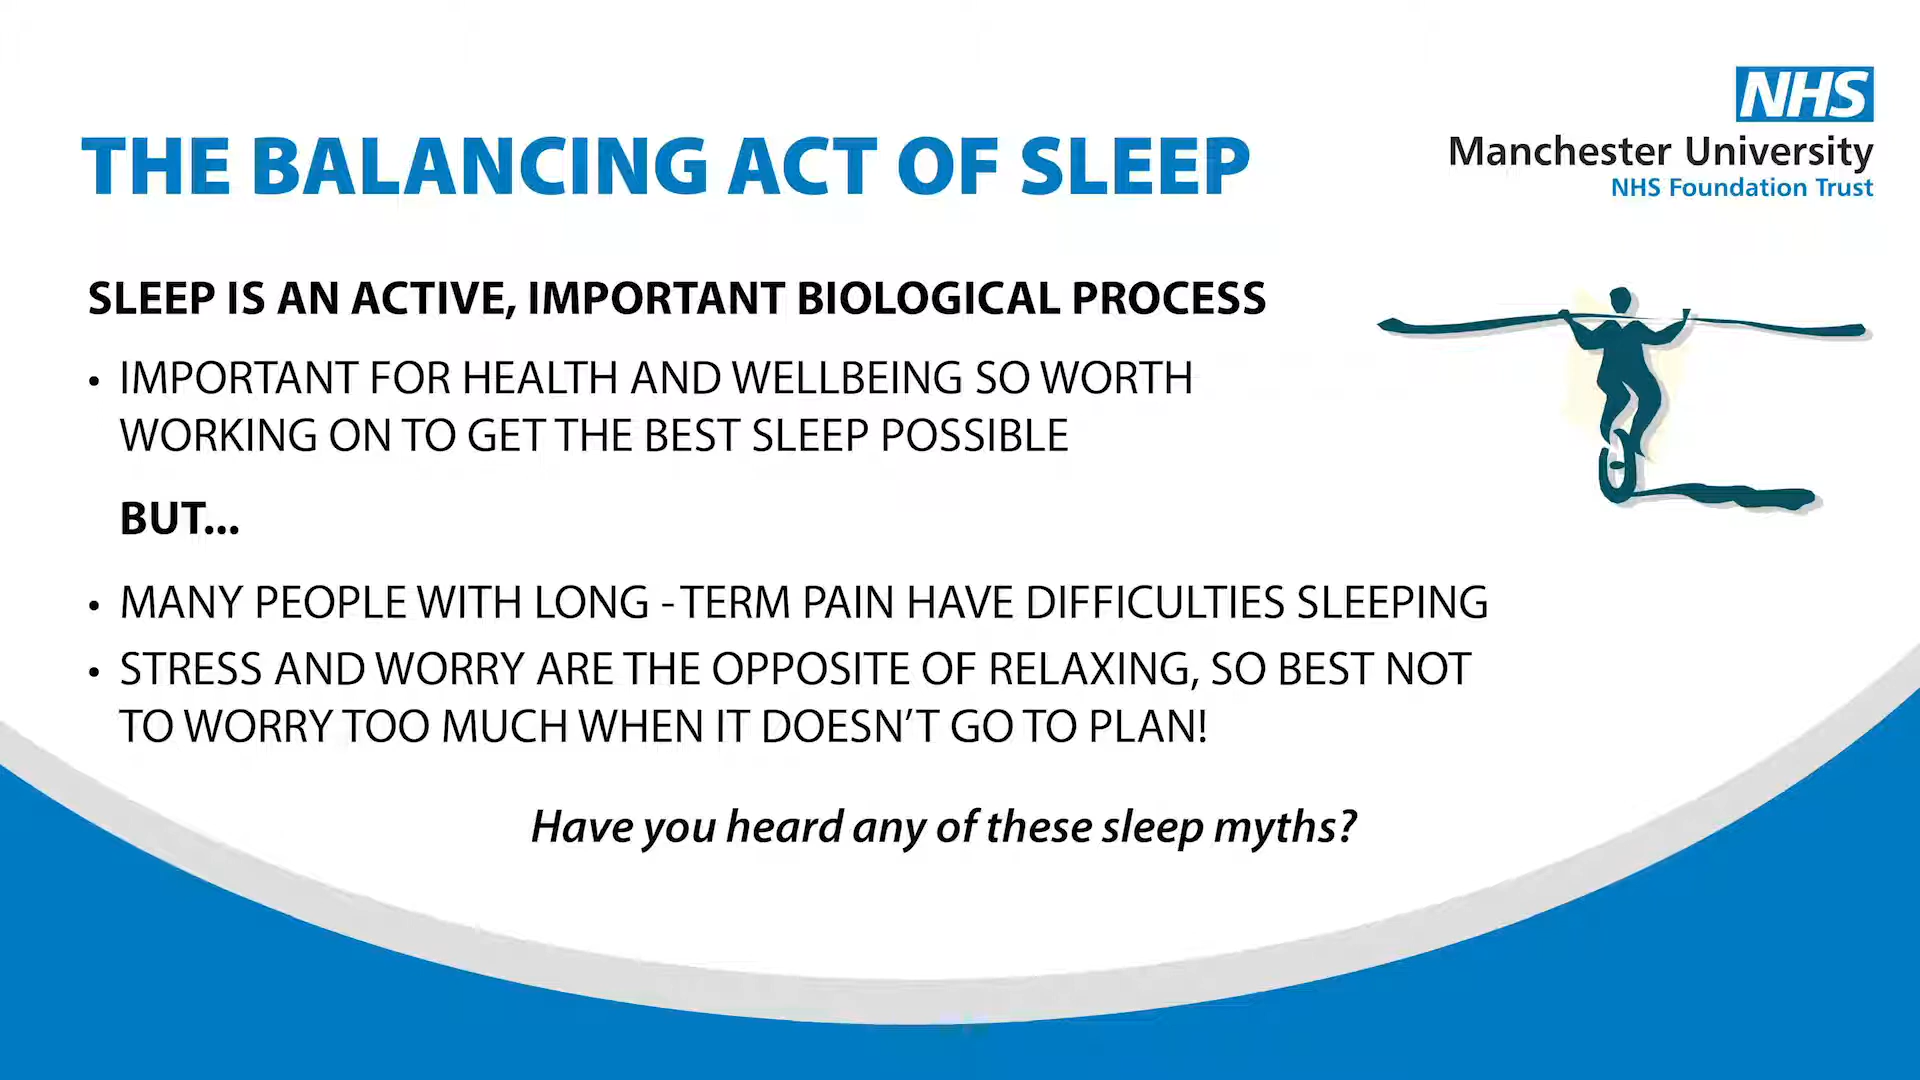 NHS
Manchester University
NHS Foundation Trust
THE BALANCING ACT OF SLEEP
SLEEP IS AN ACTIVE, IMPORTANT BIOLOGICAL PROCESS
• IMPORTANT FOR HEALTH AND WELLBEING SO WORTH
WORKING ON TO GET THE BEST SLEEP POSSIBLE
BUT...
• MANY PEOPLE WITH LONG - TERM PAIN HAVE DIFFICULTIES SLEEPING
• STRESS AND WORRY ARE THE OPPOSITE OF RELAXING, SO BEST NOT
TO WORRY TOO MUCH WHEN IT DOESN’T GO TO PLAN!
Have you heard any of these sleep myths?